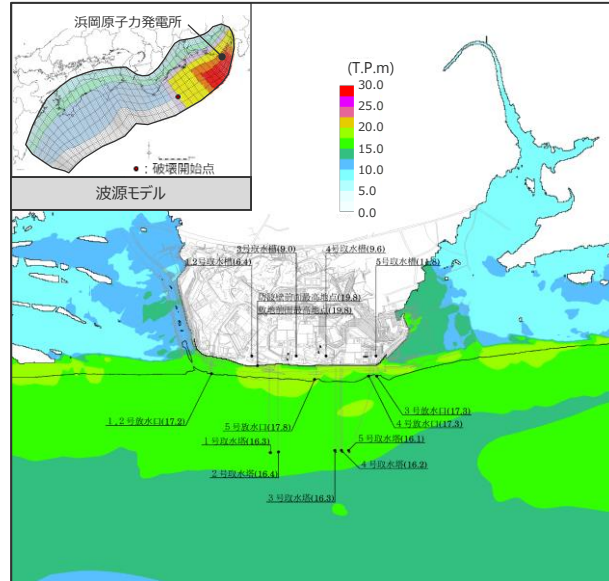 浜岡原子力発電所
●：破壊開始点
波源モデル
(T.P.m)
30.0
25.0
20.0
15.0
10.0
5.0
0.0
3号取水槽(9.0)
4号取水槽(9.6)
1,2号取水槽(6.4)
5号取水槽(11.8)
防波壁前面最高地点(19.8)
敷地前面最高地点(19.8)
1,2号放水口(17.2)
5号放水口(17.8)
3号放水口(17.3)
4号放水口(17.3)
1号取水塔(16.3)
5号取水塔(16.1)
2号取水塔(16.4)
4号取水塔(16.2)
3号取水塔(16.3)